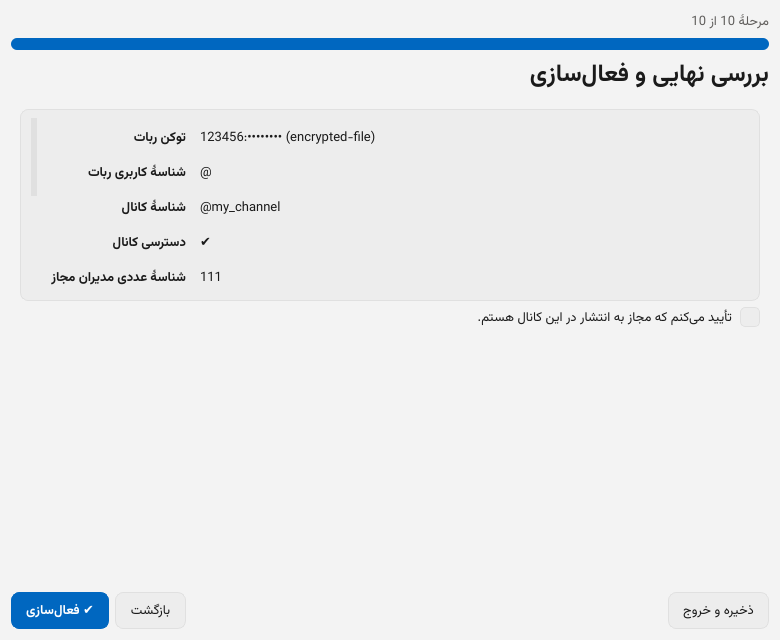 مرحلهٔ 10 از 10
بررسی نهایی و فعال‌سازی
توکن ربات 123456:•••••••• (encrypted-file)
شناسهٔ کاربری ربات @
شناسهٔ کانال @my_channel
دسترسی کانال ✔
شناسهٔ عددی مدیران مجاز 111
تأیید می‌کنم که مجاز به انتشار در این کانال هستم.
ذخیره و خروج
بازگشت
✔ فعال‌سازی